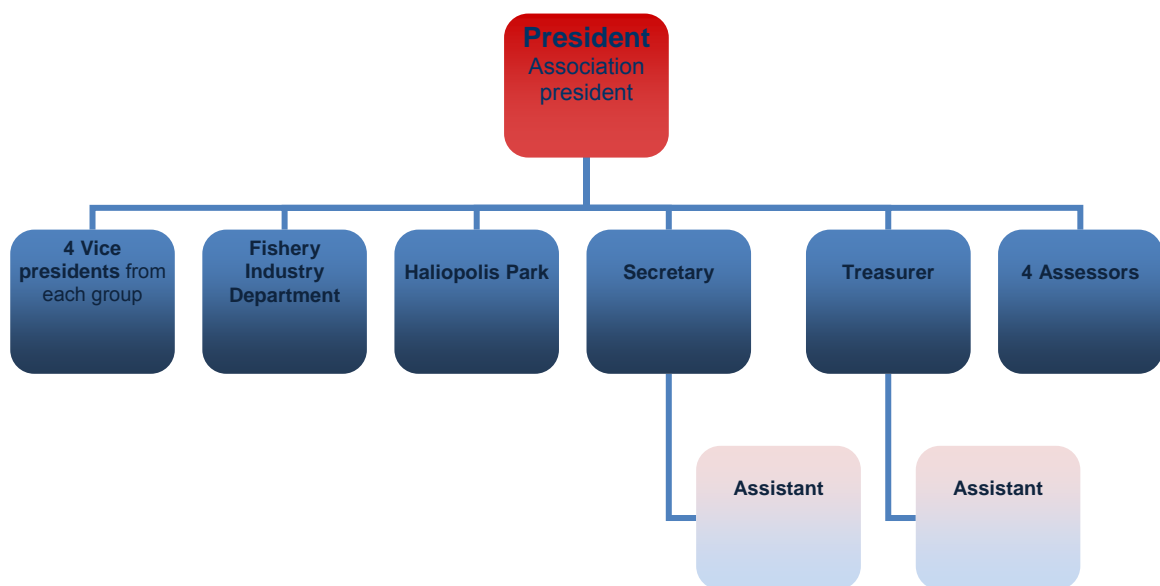 President
Association
president
4 Vice
presidents from
each group
Fishery
Industry
Department
Haliopolis Park
Secretary
Treasurer
4 Assessors
Assistant
Assistant